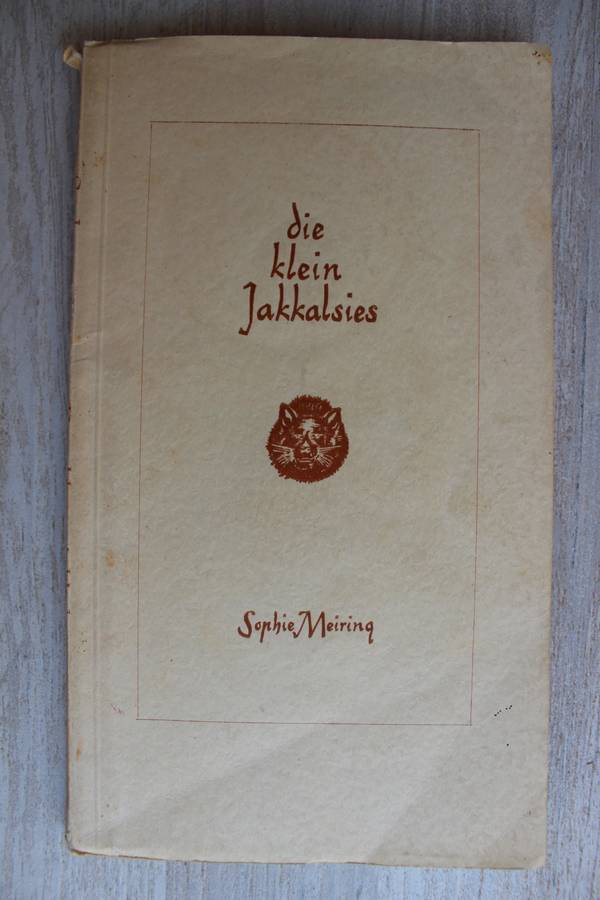 die
klein
Jakkalsies
Sophie Meiring